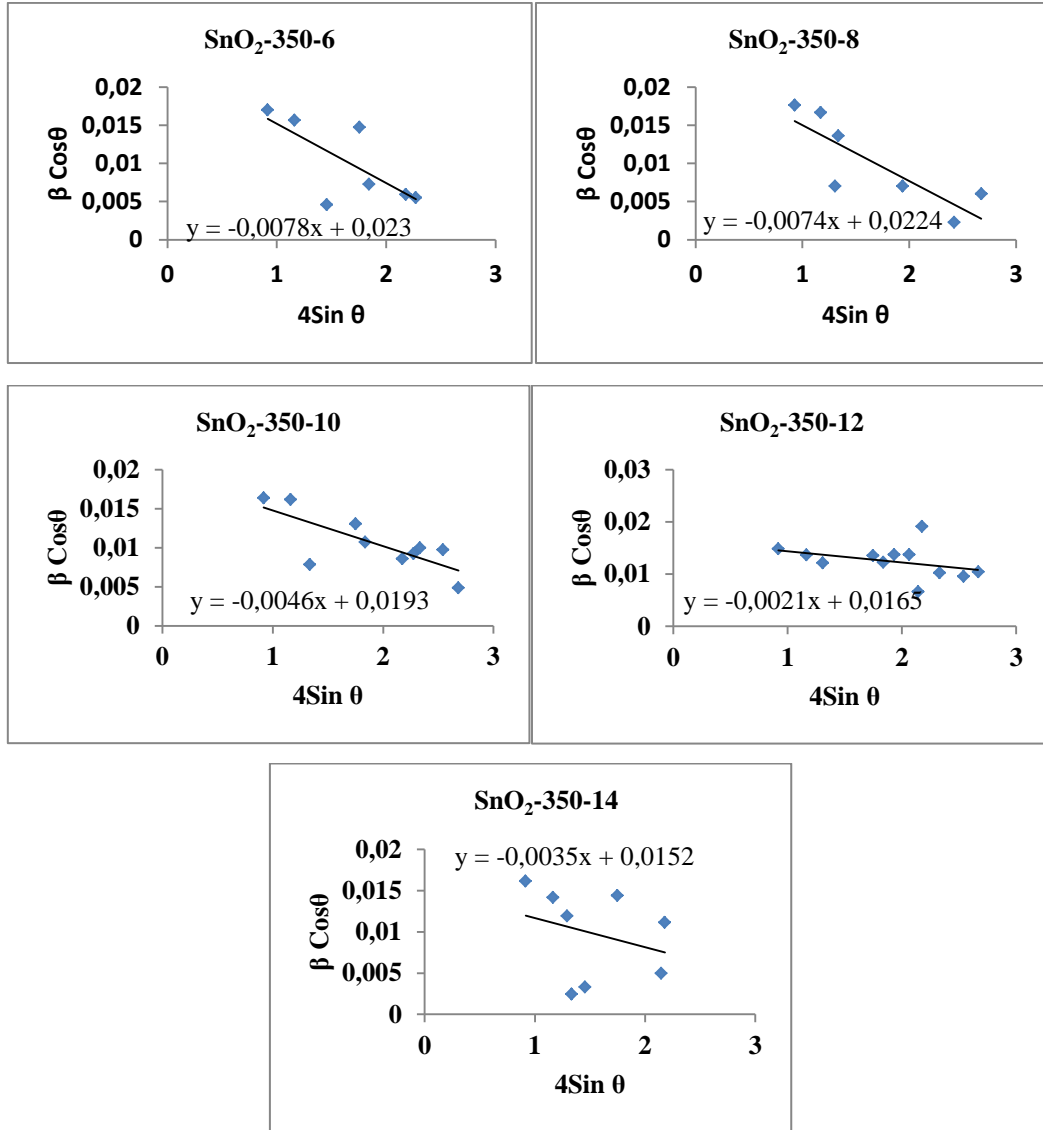 SnO₂-350-6
0,02
0,015
0,01
0,005
0
β Cosθ
y = -0,0078x + 0,023
0 1 2 3
4Sin θ
SnO₂-350-8
0,02
0,015
0,01
0,005
0
β Cosθ
y = -0,0074x + 0,0224
0 1 2 3
4Sin θ
SnO₂-350-10
0,02
0,015
0,01
0,005
0
β Cosθ
y = -0,0046x + 0,0193
0 1 2 3
4Sin θ
SnO₂-350-12
0,03
0,02
0,01
0
β Cosθ
y = -0,0021x + 0,0165
0 1 2 3
4Sin θ
SnO₂-350-14
0,02
0,015
0,01
0,005
0
β Cosθ
y = -0,0035x + 0,0152
0 1 2 3
4Sin θ